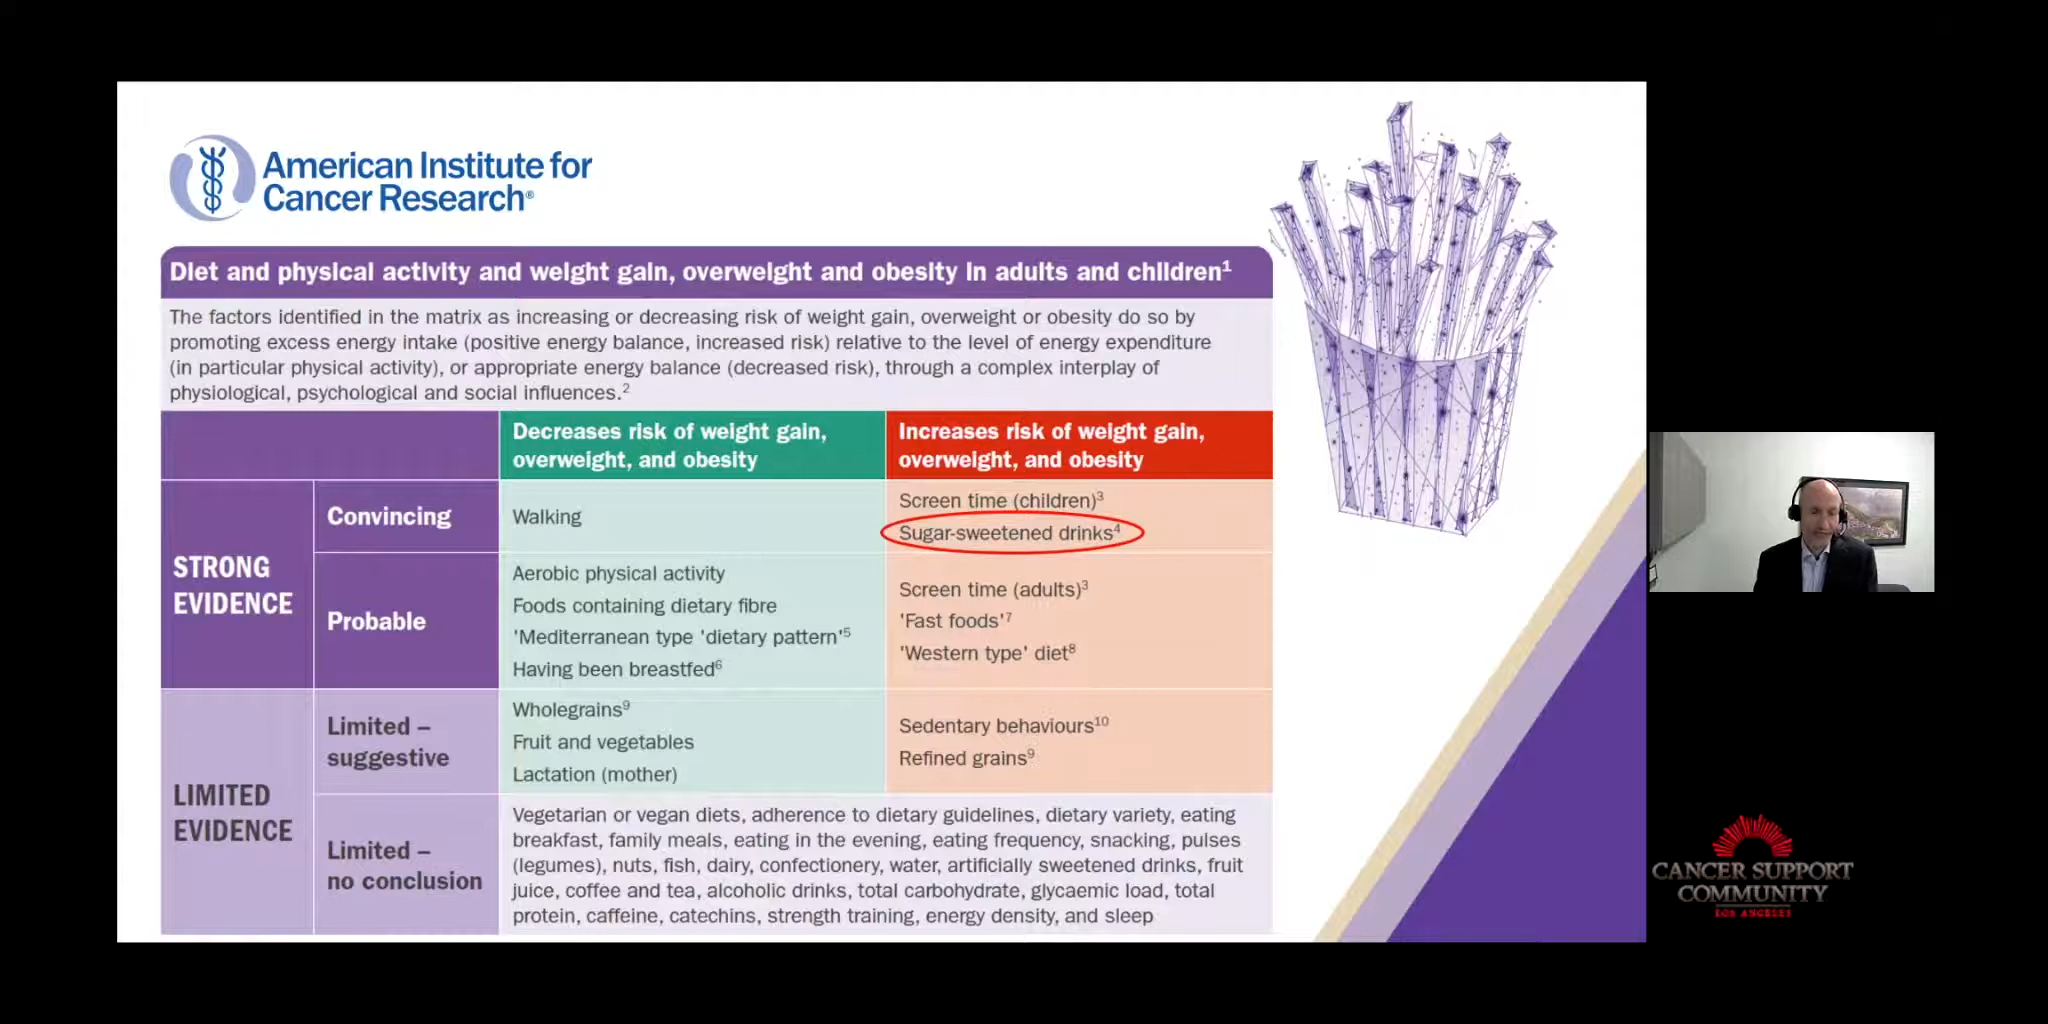 American Institute for
Cancer Research®
Diet and physical activity and weight gain, overweight and obesity in adults and children1
The factors identified in the matrix as increasing or decreasing risk of weight gain, overweight or obesity do so by
promoting excess energy intake (positive energy balance, increased risk) relative to the level of energy expenditure
(in particular physical activity), or appropriate energy balance (decreased risk), through a complex interplay of
physiological, psychological and social influences.2
Decreases risk of weight gain,
overweight, and obesity
Increases risk of weight gain,
overweight, and obesity
STRONG
EVIDENCE
Convincing
Walking
Screen time (children)3
Sugar-sweetened drinks4
Probable
Aerobic physical activity
Foods containing dietary fibre
'Mediterranean type 'dietary pattern'5
Having been breastfed6
Screen time (adults)3
'Fast foods'7
'Western type' diet8
LIMITED
EVIDENCE
Limited –
suggestive
Wholegrains9
Fruit and vegetables
Lactation (mother)
Sedentary behaviours10
Refined grains9
Limited –
no conclusion
Vegetarian or vegan diets, adherence to dietary guidelines, dietary variety, eating
breakfast, family meals, eating in the evening, eating frequency, snacking, pulses
(legumes), nuts, fish, dairy, confectionery, water, artificially sweetened drinks, fruit
juice, coffee and tea, alcoholic drinks, total carbohydrate, glycaemic load, total
protein, caffeine, catechins, strength training, energy density, and sleep
CANCER SUPPORT
COMMUNITY
LOS ANGELES